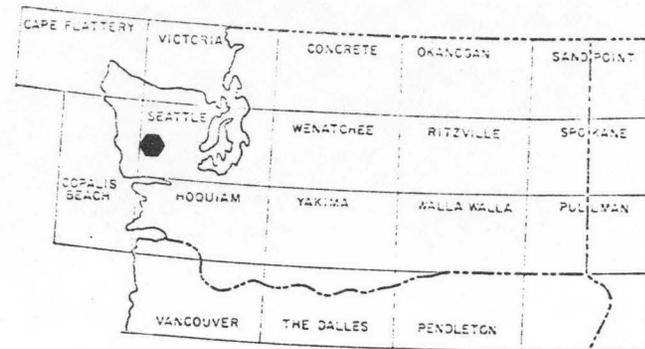 CAPE FLATTERY
VICTORIA
CONCRETE
OKANOGAN
SANDPOINT
SEATTLE
WENATCHEE
RITZVILLE
SPOKANE
COPALIS
BEACH
HOQUIAM
YAKIMA
WALLA WALLA
PULLMAN
VANCOUVER
THE DALLES
PENDLETON